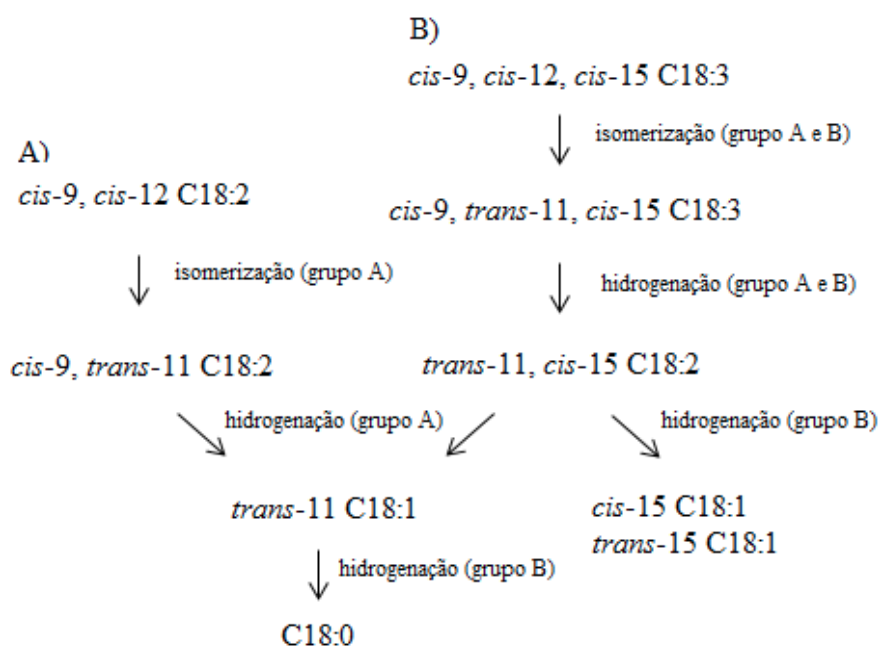 B)
cis-9, cis-12, cis-15 C18:3
isomerização (grupo A e B)
A)
cis-9, cis-12 C18:2
cis-9, trans-11, cis-15 C18:3
isomerização (grupo A)
hidrogenação (grupo A e B)
cis-9, trans-11 C18:2
trans-11, cis-15 C18:2
hidrogenação (grupo A)
hidrogenação (grupo B)
trans-11 C18:1
cis-15 C18:1
trans-15 C18:1
hidrogenação (grupo B)
C18:0